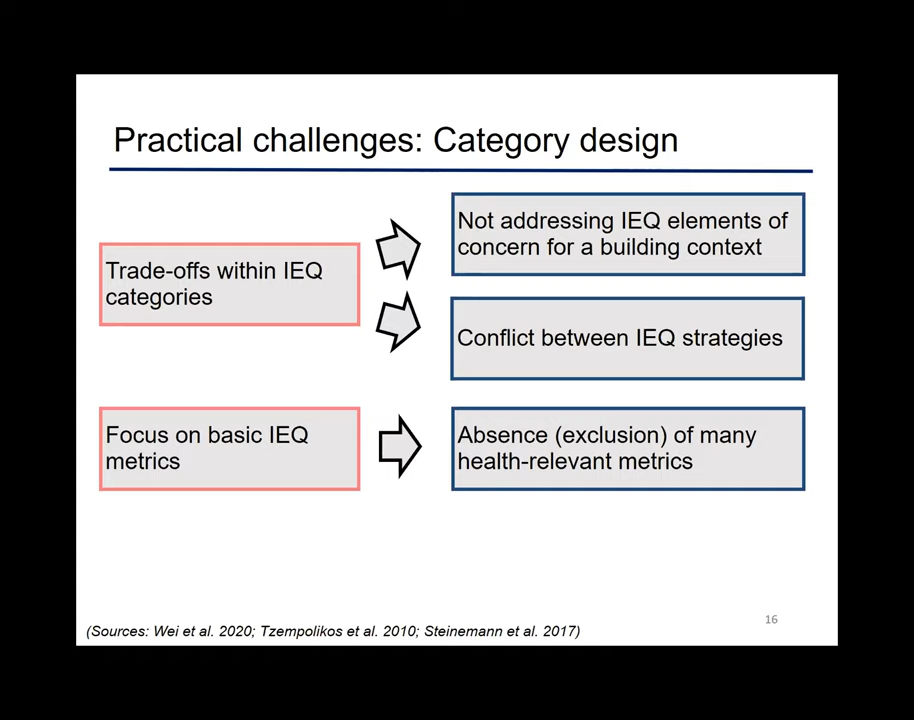 Practical challenges: Category design
Trade-offs within IEQ
categories
Not addressing IEQ elements of
concern for a building context
Conflict between IEQ strategies
Focus on basic IEQ
metrics
Absence (exclusion) of many
health-relevant metrics
16
(Sources: Wei et al. 2020; Tzempolikos et al. 2010; Steinemann et al. 2017)